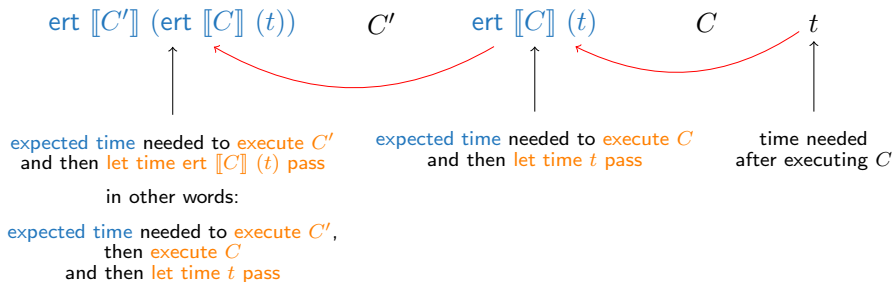 ert ⟦C′⟧ (ert ⟦C⟧ (t)) C′ ert ⟦C⟧ (t) C t
expected time needed to execute C′
and then let time ert ⟦C⟧ (t) pass
in other words:
expected time needed to execute C′,
then execute C
and then let time t pass
expected time needed to execute C
and then let time t pass
time needed
after executing C